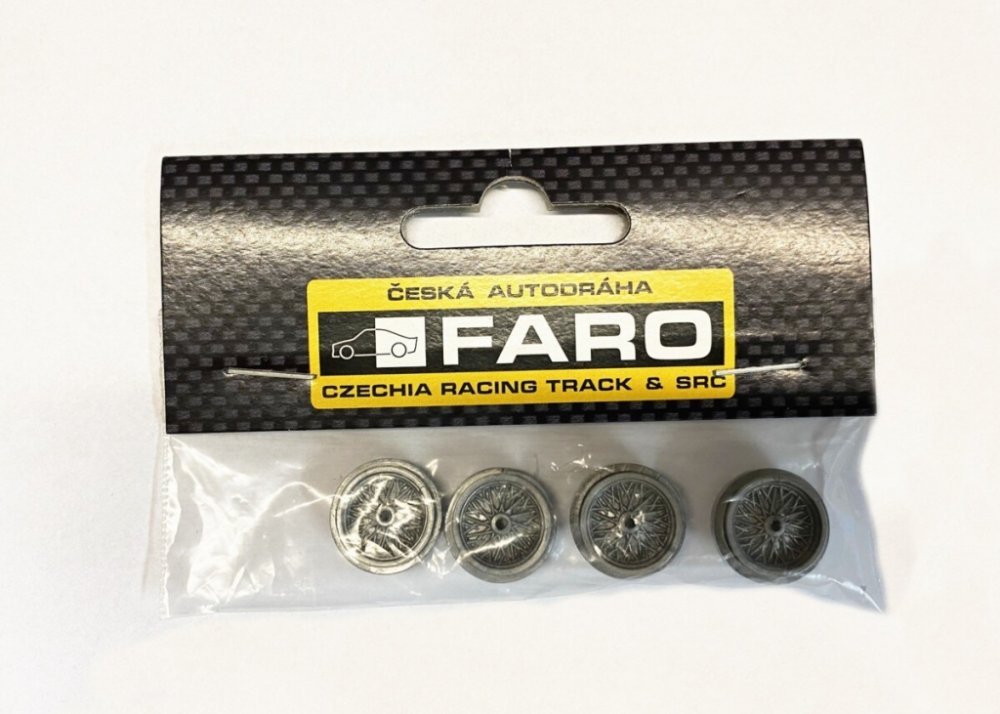 ČESKÁ AUTODRÁHA
FARO
CZECHIA RACING TRACK & SRC